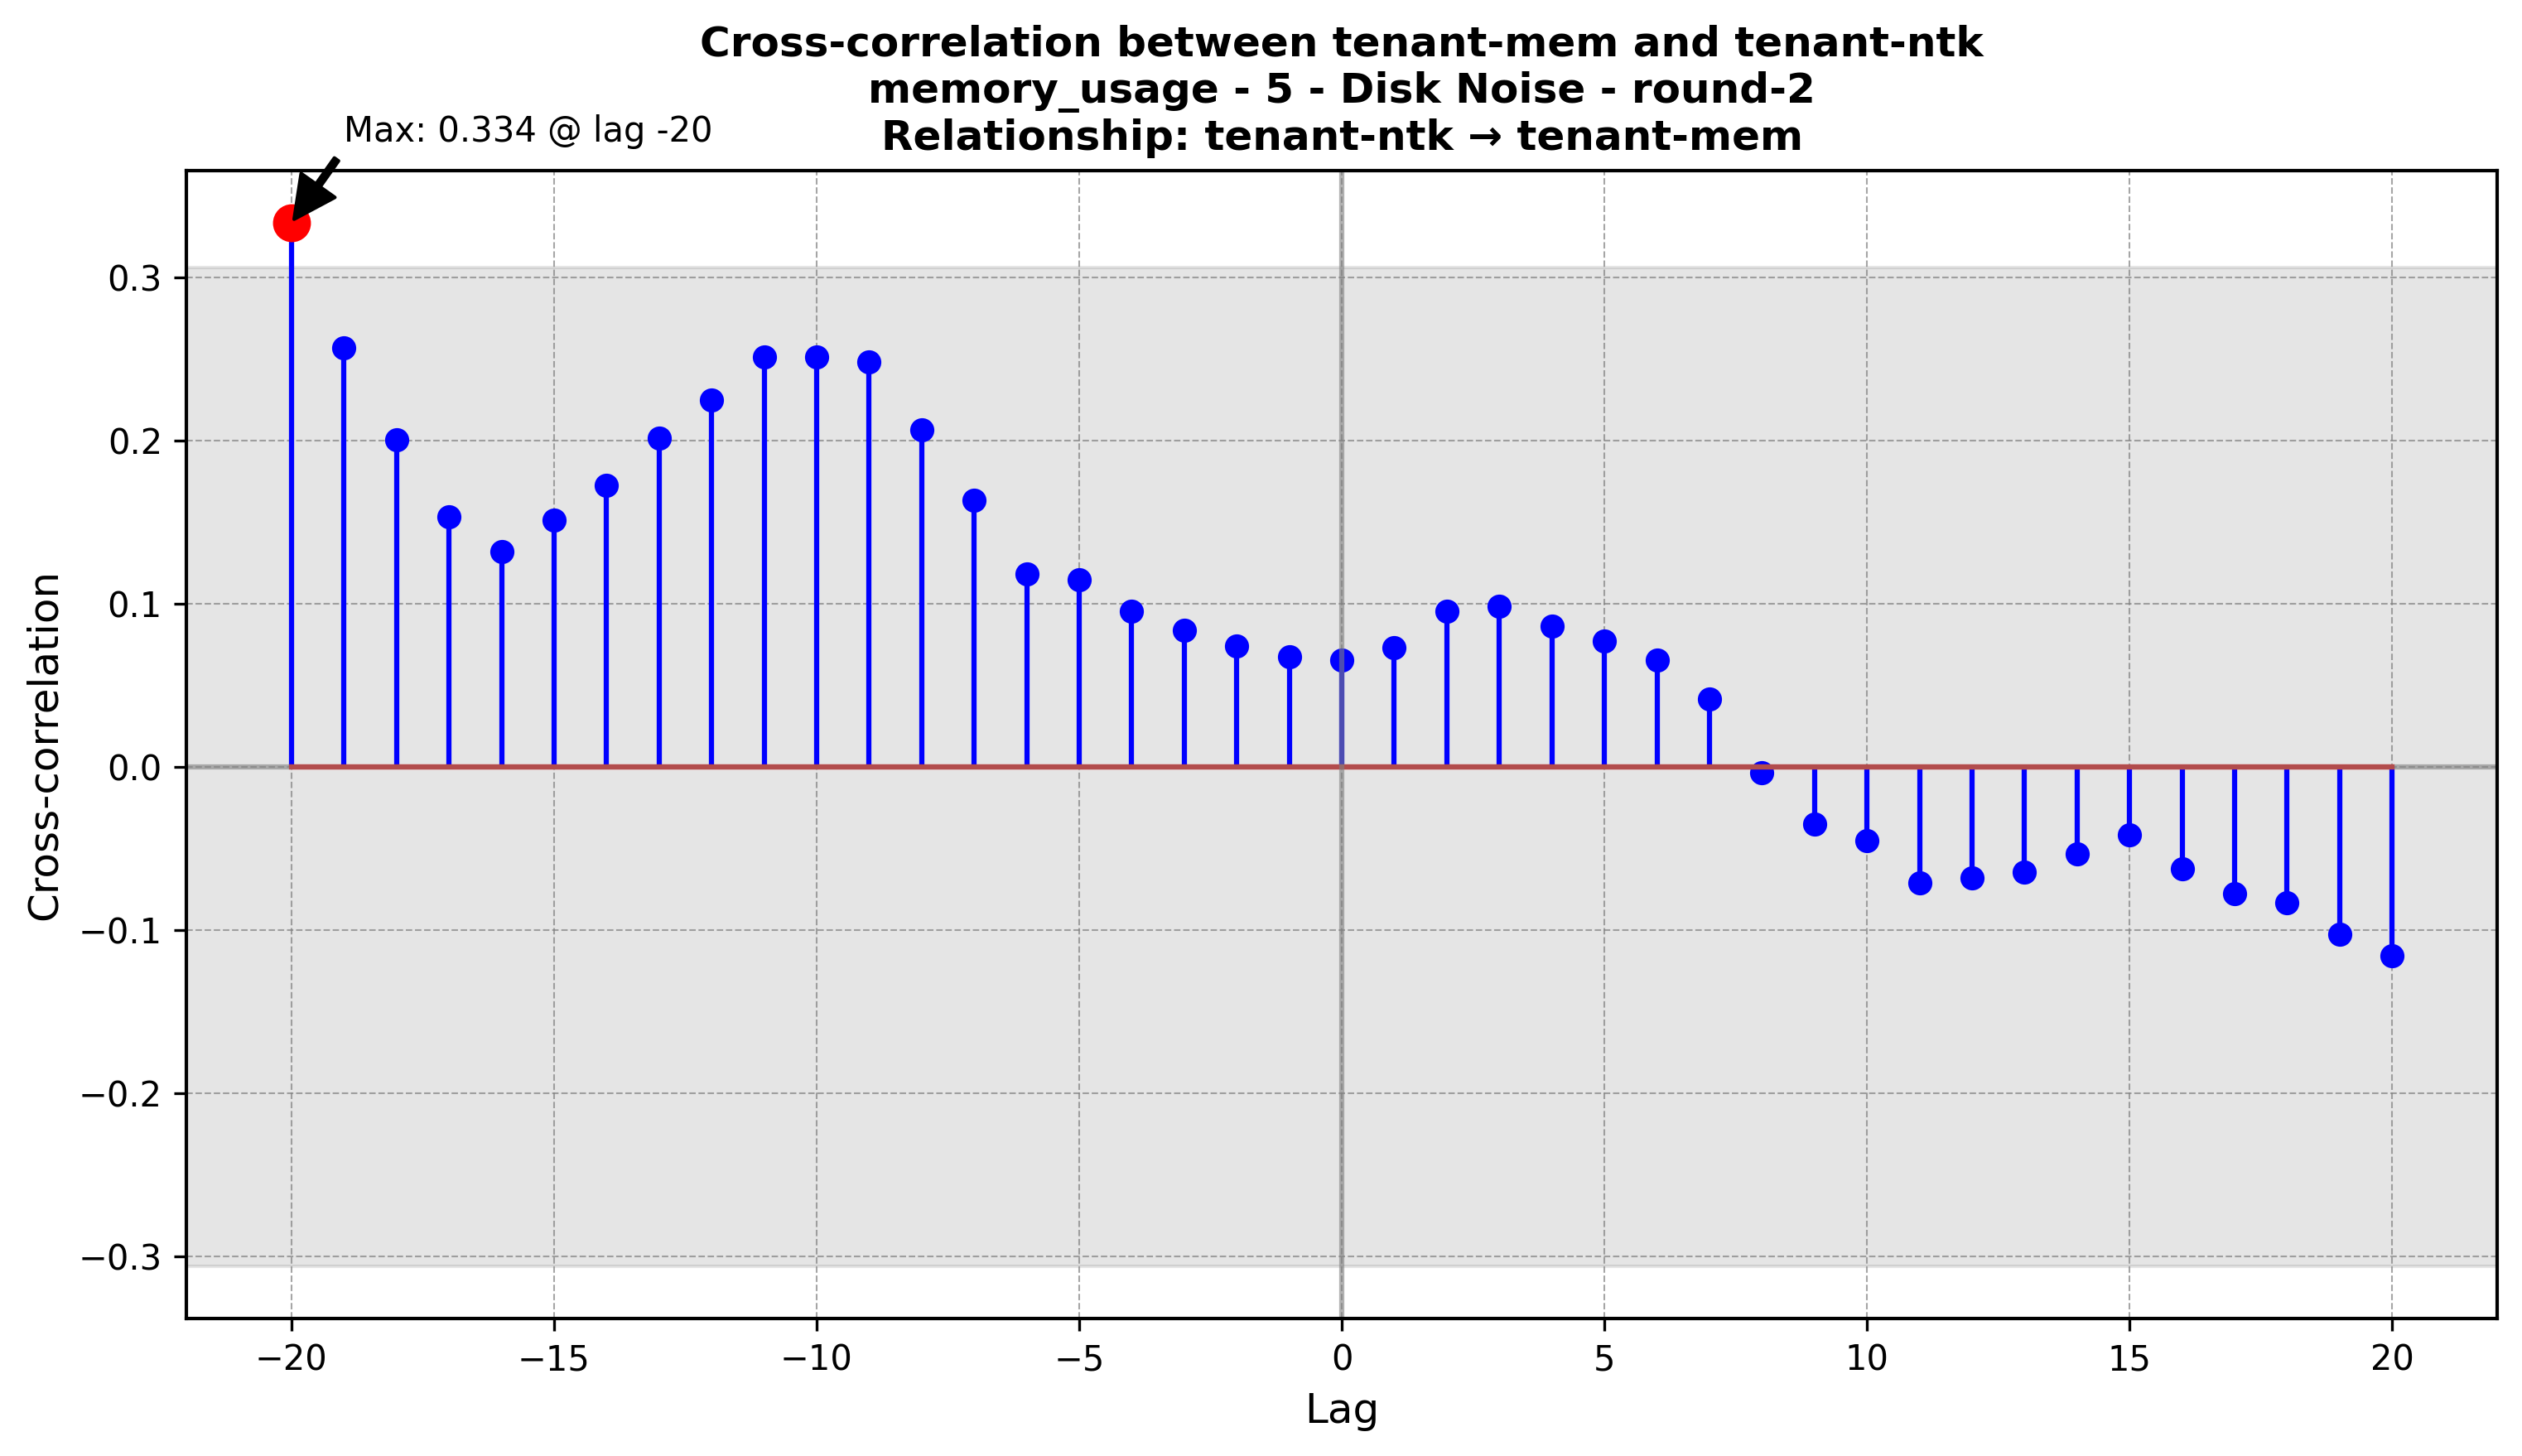 Cross-correlation between tenant-mem and tenant-ntk
memory_usage - 5 - Disk Noise - round-2
Relationship: tenant-ntk → tenant-mem
Max: 0.334 @ lag -20
Cross-correlation
0.3
0.2
0.1
0.0
−0.1
−0.2
−0.3
−20
−15
−10
−5
0
5
10
15
20
Lag